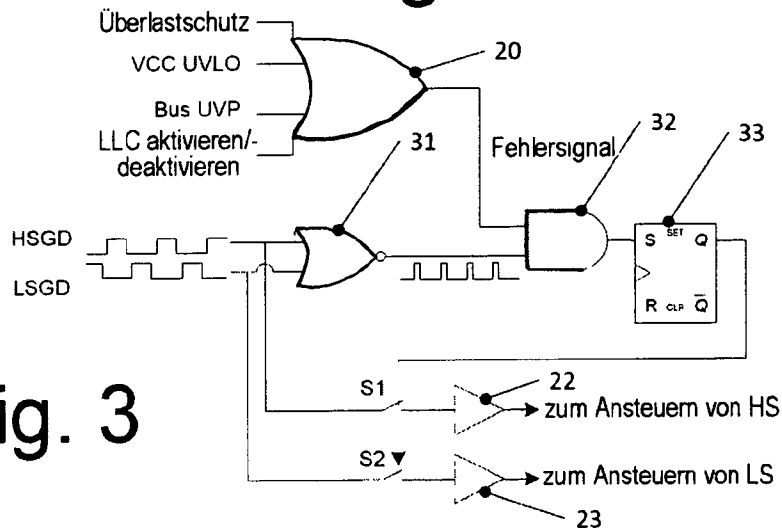 g
Überlastschutz
20
VCC UVLO
Bus UVP
LLC aktivieren/-
deaktivieren
31
Fehlersignal
32
33
HSGD
LSGD
S SET Q
R CLR Q̅
S1
22
zum Ansteuern von HS
ig. 3
S2
zum Ansteuern von LS
23